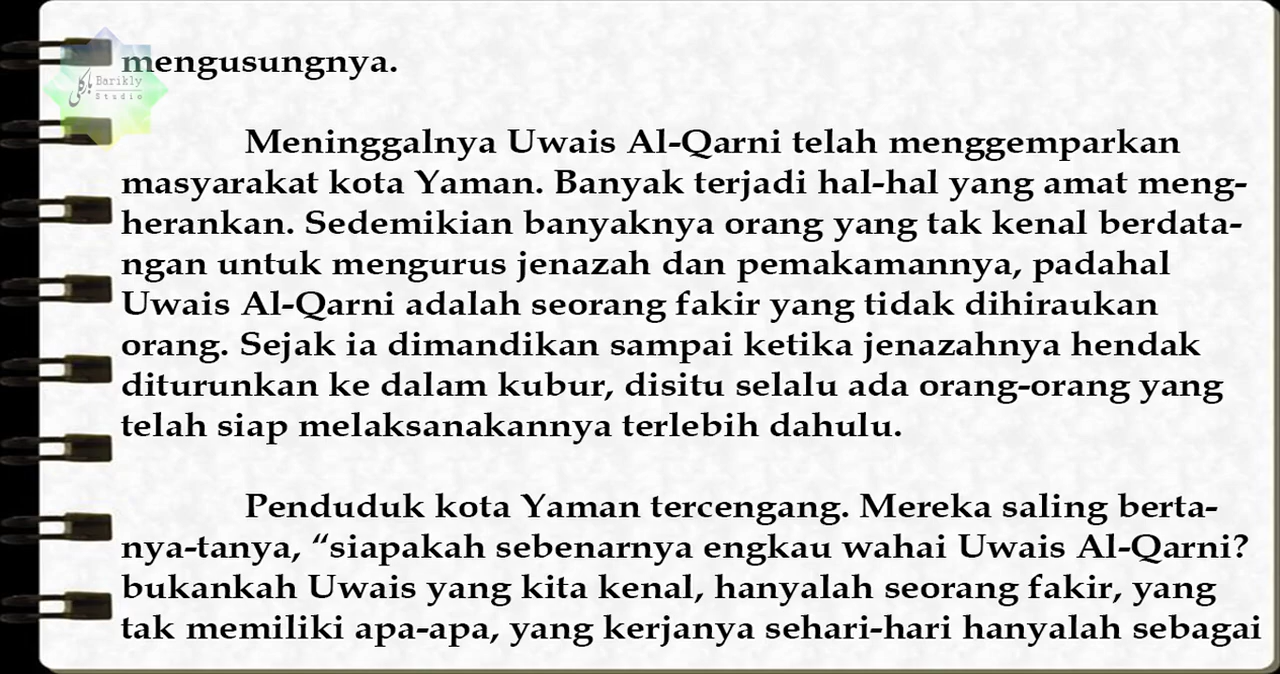 mengusungnya.
باركلي
Barikly
Studio
Meninggalnya Uwais Al-Qarni telah menggemparkan
masyarakat kota Yaman. Banyak terjadi hal-hal yang amat meng-
herankan. Sedemikian banyaknya orang yang tak kenal berdata-
ngan untuk mengurus jenazah dan pemakamannya, padahal
Uwais Al-Qarni adalah seorang fakir yang tidak dihiraukan
orang. Sejak ia dimandikan sampai ketika jenazahnya hendak
diturunkan ke dalam kubur, disitu selalu ada orang-orang yang
telah siap melaksanakannya terlebih dahulu.
Penduduk kota Yaman tercengang. Mereka saling berta-
nya-tanya, “siapakah sebenarnya engkau wahai Uwais Al-Qarni?
bukankah Uwais yang kita kenal, hanyalah seorang fakir, yang
tak memiliki apa-apa, yang kerjanya sehari-hari hanyalah sebagai